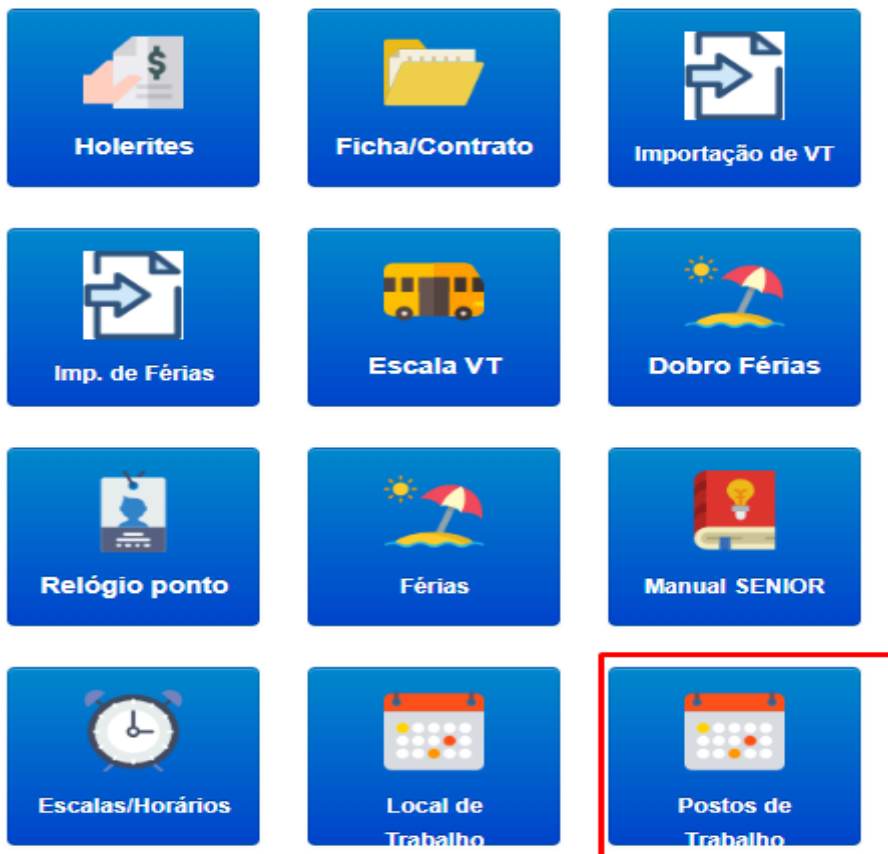 $
Holerites
Ficha/Contrato
Importação de VT
Imp. de Férias
Escala VT
Dobro Férias
Relógio ponto
Férias
Manual SENIOR
Escalas/Horários
Local de
Trabalho
Postos de
Trabalho